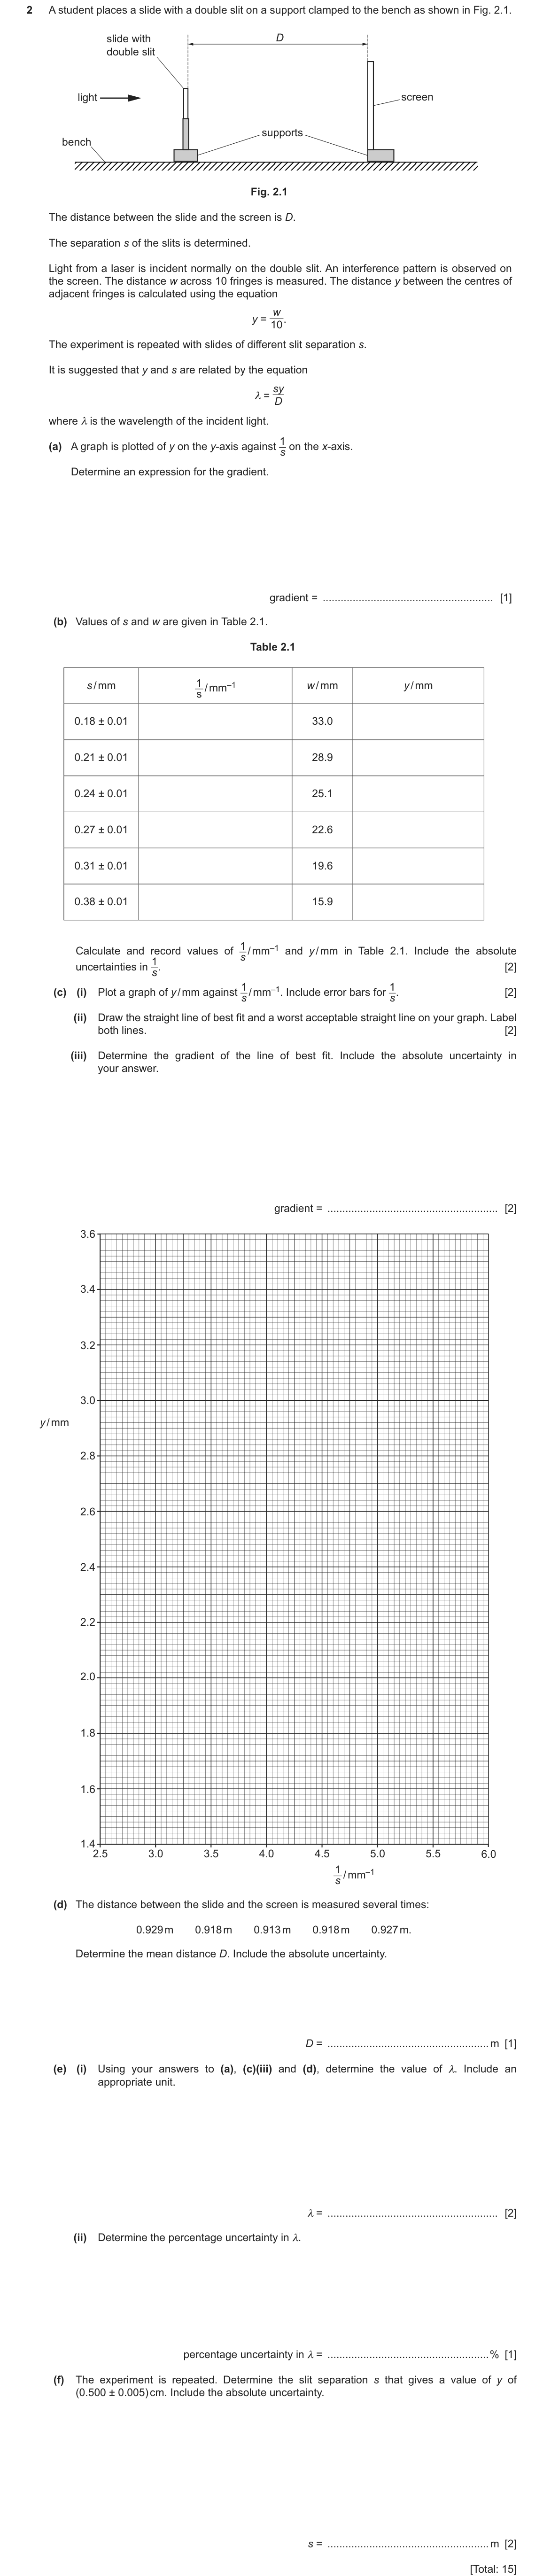 2 A student places a slide with a double slit on a support clamped to the bench as shown in Fig. 2.1.
slide with
double slit
D
light
screen
supports
bench
Fig. 2.1
The distance between the slide and the screen is D.
The separation s of the slits is determined.
Light from a laser is incident normally on the double slit. An interference pattern is observed on
the screen. The distance w across 10 fringes is measured. The distance y between the centres of
adjacent fringes is calculated using the equation
y = w/10.
The experiment is repeated with slides of different slit separation s.
It is suggested that y and s are related by the equation
λ = sy/D
where λ is the wavelength of the incident light.
(a) A graph is plotted of y on the y-axis against 1/s on the x-axis.
Determine an expression for the gradient.
gradient = ......................................................... [1]
(b) Values of s and w are given in Table 2.1.
Table 2.1
s/mm 1/s /mm⁻¹ w/mm y/mm
0.18 ± 0.01 33.0
0.21 ± 0.01 28.9
0.24 ± 0.01 25.1
0.27 ± 0.01 22.6
0.31 ± 0.01 19.6
0.38 ± 0.01 15.9
Calculate and record values of 1/s /mm⁻¹ and y/mm in Table 2.1. Include the absolute
uncertainties in 1/s. [2]
(c) (i) Plot a graph of y/mm against 1/s /mm⁻¹. Include error bars for 1/s. [2]
(ii) Draw the straight line of best fit and a worst acceptable straight line on your graph. Label
both lines. [2]
(iii) Determine the gradient of the line of best fit. Include the absolute uncertainty in
your answer.
gradient = ......................................................... [2]
3.6
3.4
3.2
3.0
y/mm
2.8
2.6
2.4
2.2
2.0
1.8
1.6
1.4
2.5 3.0 3.5 4.0 4.5 5.0 5.5 6.0
1/s /mm⁻¹
(d) The distance between the slide and the screen is measured several times:
0.929 m 0.918 m 0.913 m 0.918 m 0.927 m.
Determine the mean distance D. Include the absolute uncertainty.
D = ...................................................... m [1]
(e) (i) Using your answers to (a), (c)(iii) and (d), determine the value of λ. Include an
appropriate unit.
λ = ......................................................... [2]
(ii) Determine the percentage uncertainty in λ.
percentage uncertainty in λ = ...................................................... % [1]
(f) The experiment is repeated. Determine the slit separation s that gives a value of y of
(0.500 ± 0.005) cm. Include the absolute uncertainty.
s = ...................................................... m [2]
[Total: 15]